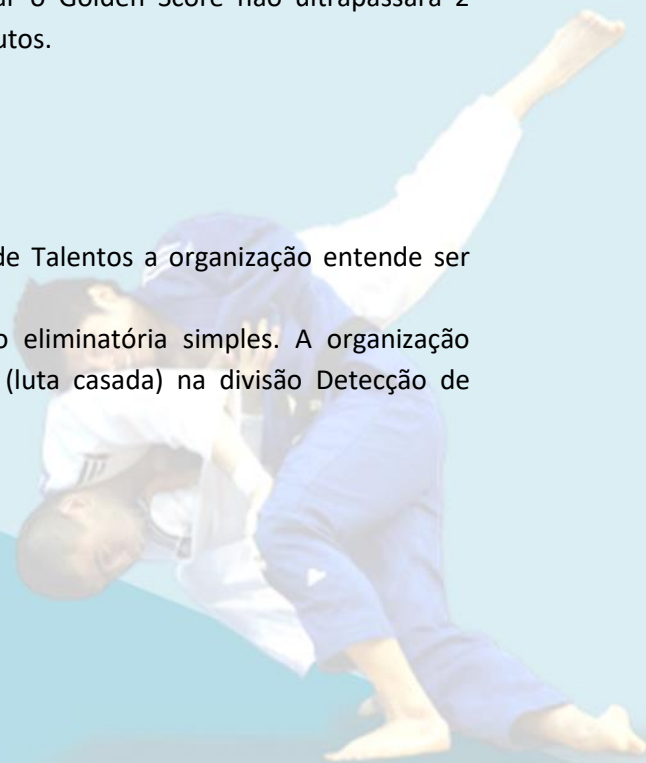 o Golden Score não ultrapassará 2
utos.
de Talentos a organização entende ser
o eliminatória simples. A organização
(luta casada) na divisão Detecção de